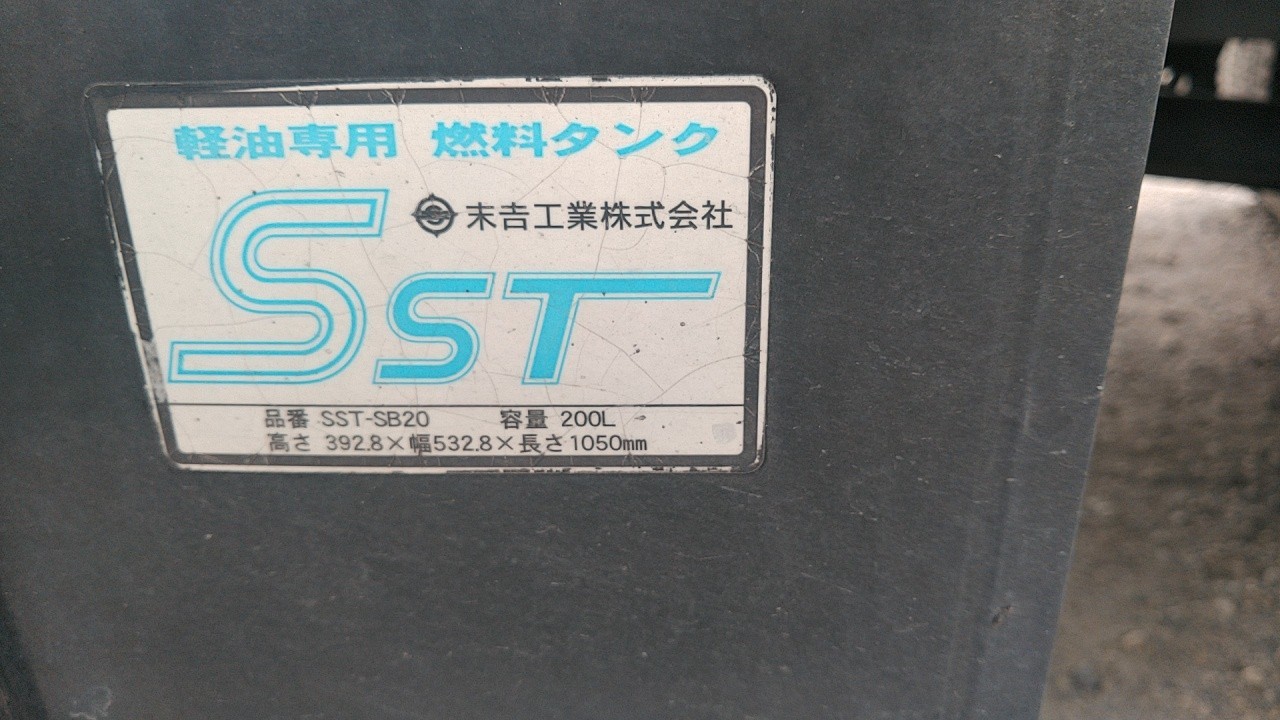 軽油専用 燃料タンク
末吉工業株式会社
SST
品番 SST-SB20 容量 200L
高さ 392.8×幅532.8×長さ1050mm